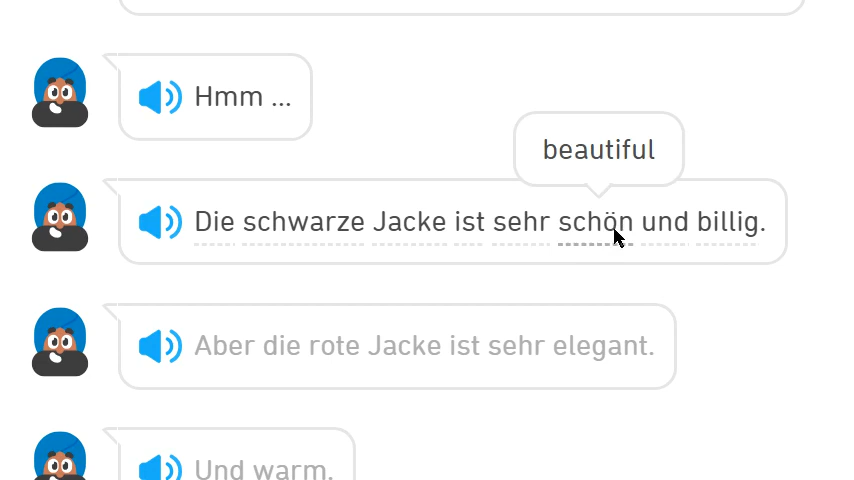 Hmm ...
beautiful
Die schwarze Jacke ist sehr schön und billig.
Aber die rote Jacke ist sehr elegant.
Und warm.